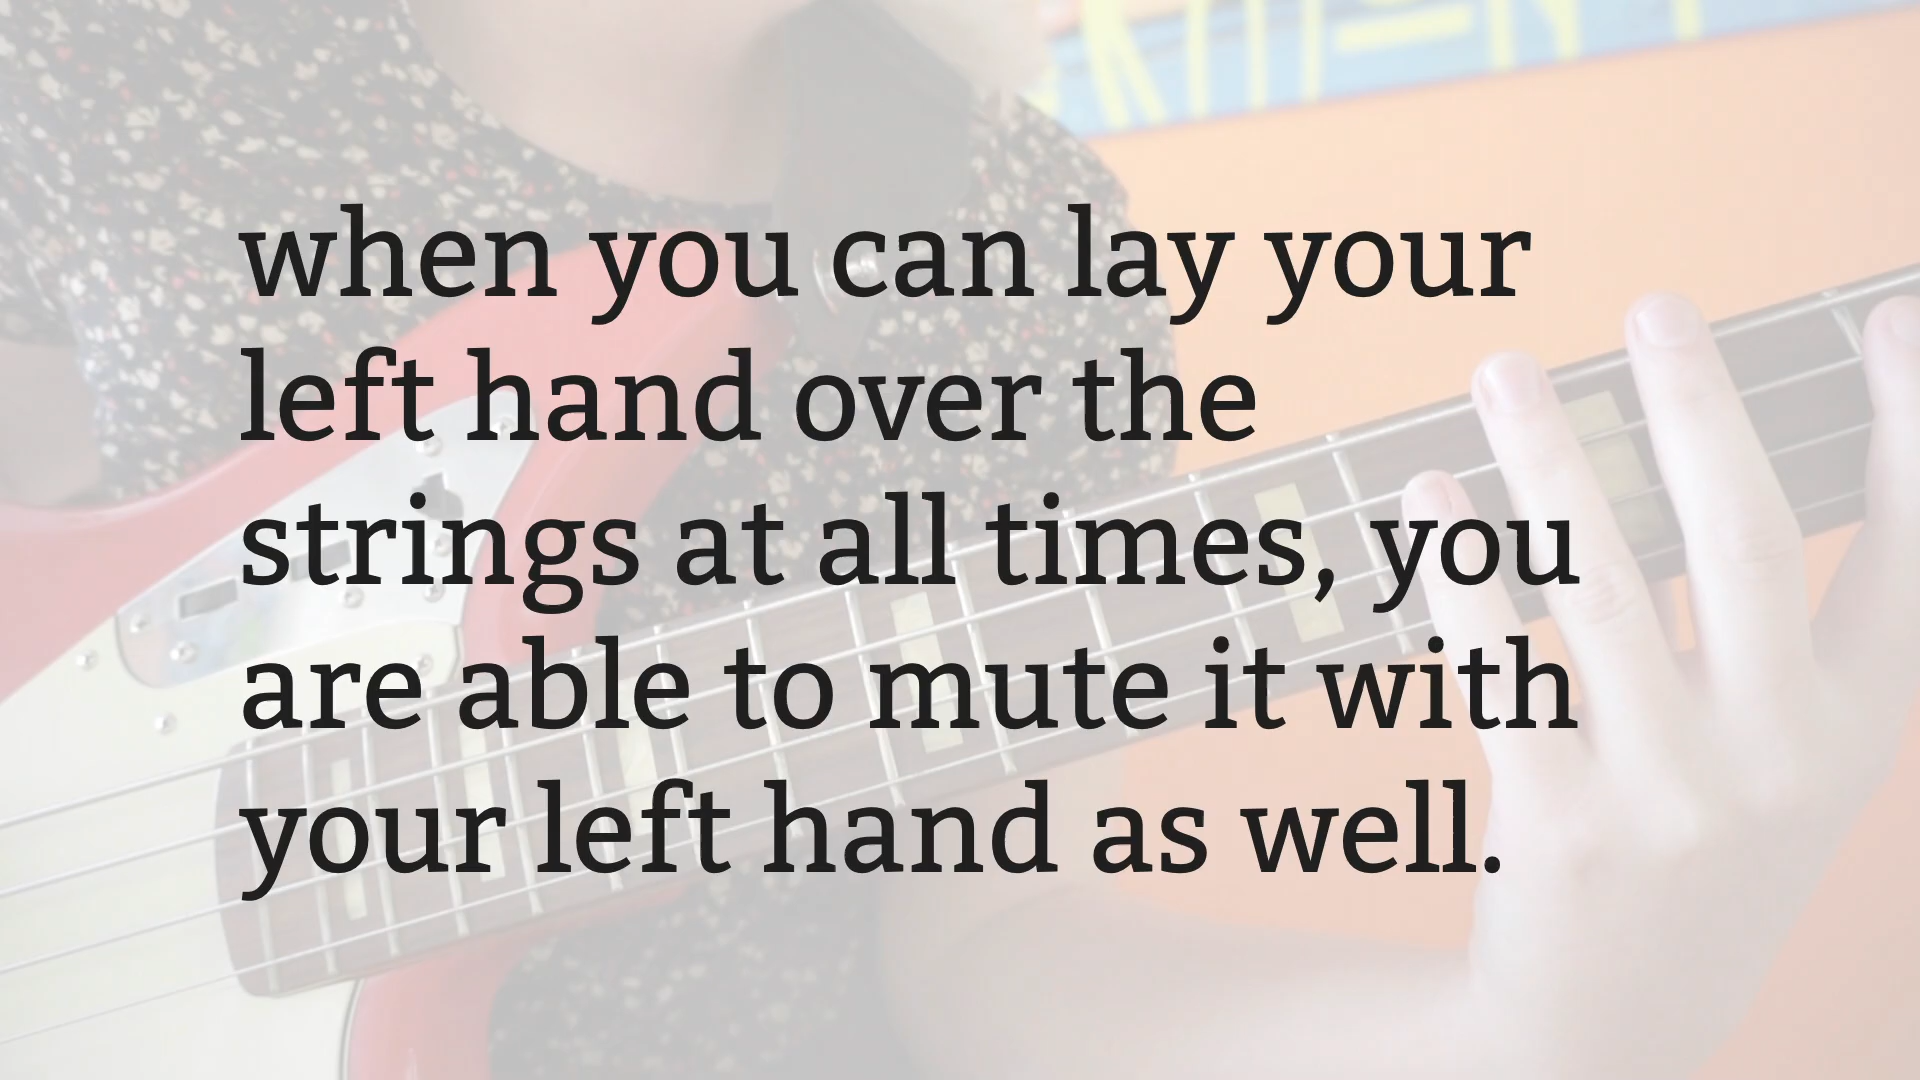 when you can lay your
left hand over the
strings at all times, you
are able to mute it with
your left hand as well.